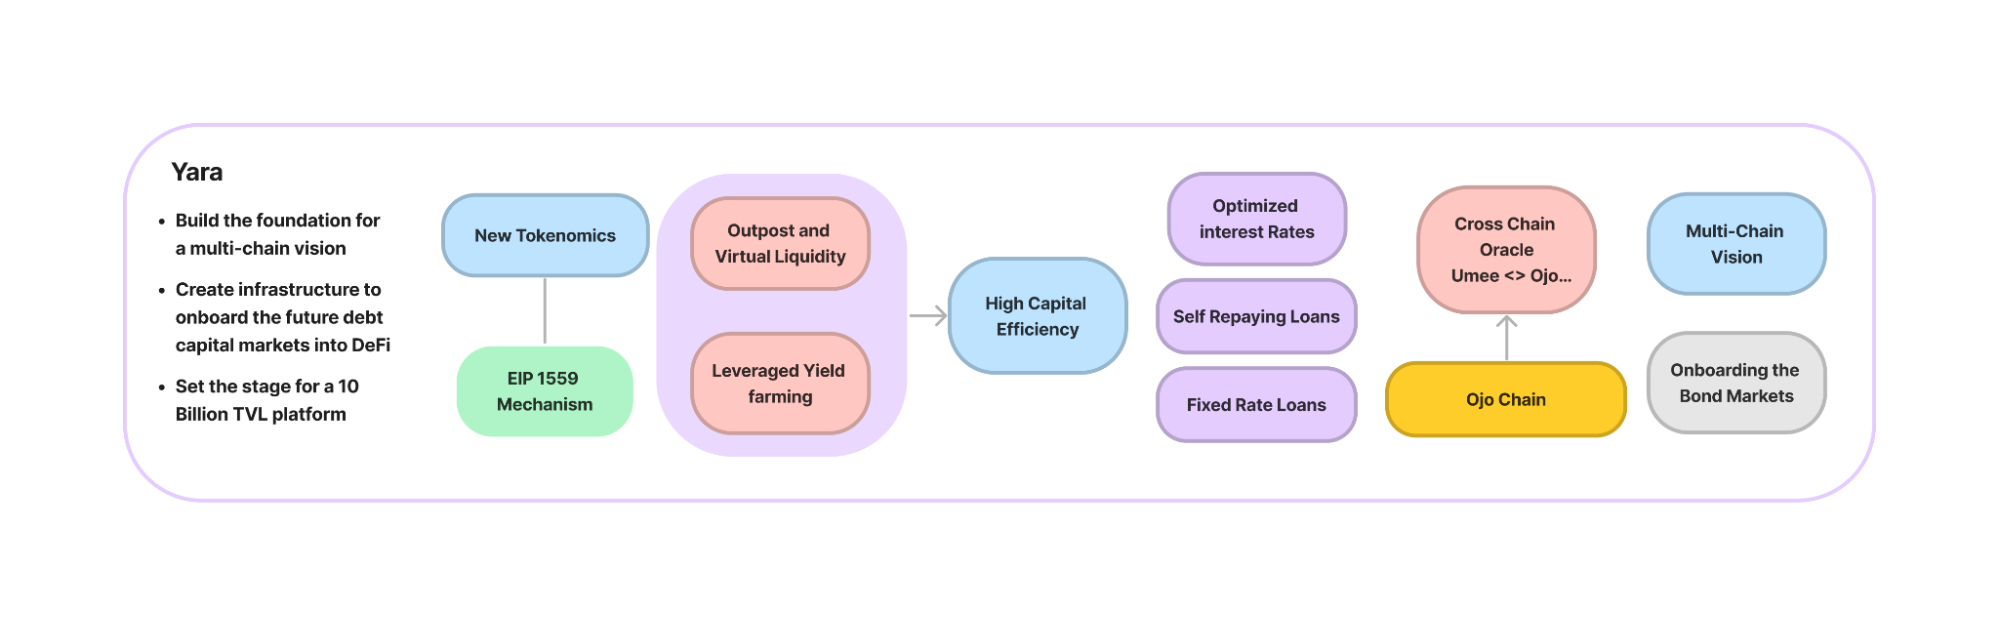 Yara
• Build the foundation for
a multi-chain vision
• Create infrastructure to
onboard the future debt
capital markets into DeFi
• Set the stage for a 10
Billion TVL platform
New Tokenomics
EIP 1559
Mechanism
Outpost and
Virtual Liquidity
Leveraged Yield
farming
High Capital
Efficiency
Optimized
interest Rates
Self Repaying Loans
Fixed Rate Loans
Cross Chain
Oracle
Umee <> Ojo...
Ojo Chain
Multi-Chain
Vision
Onboarding the
Bond Markets